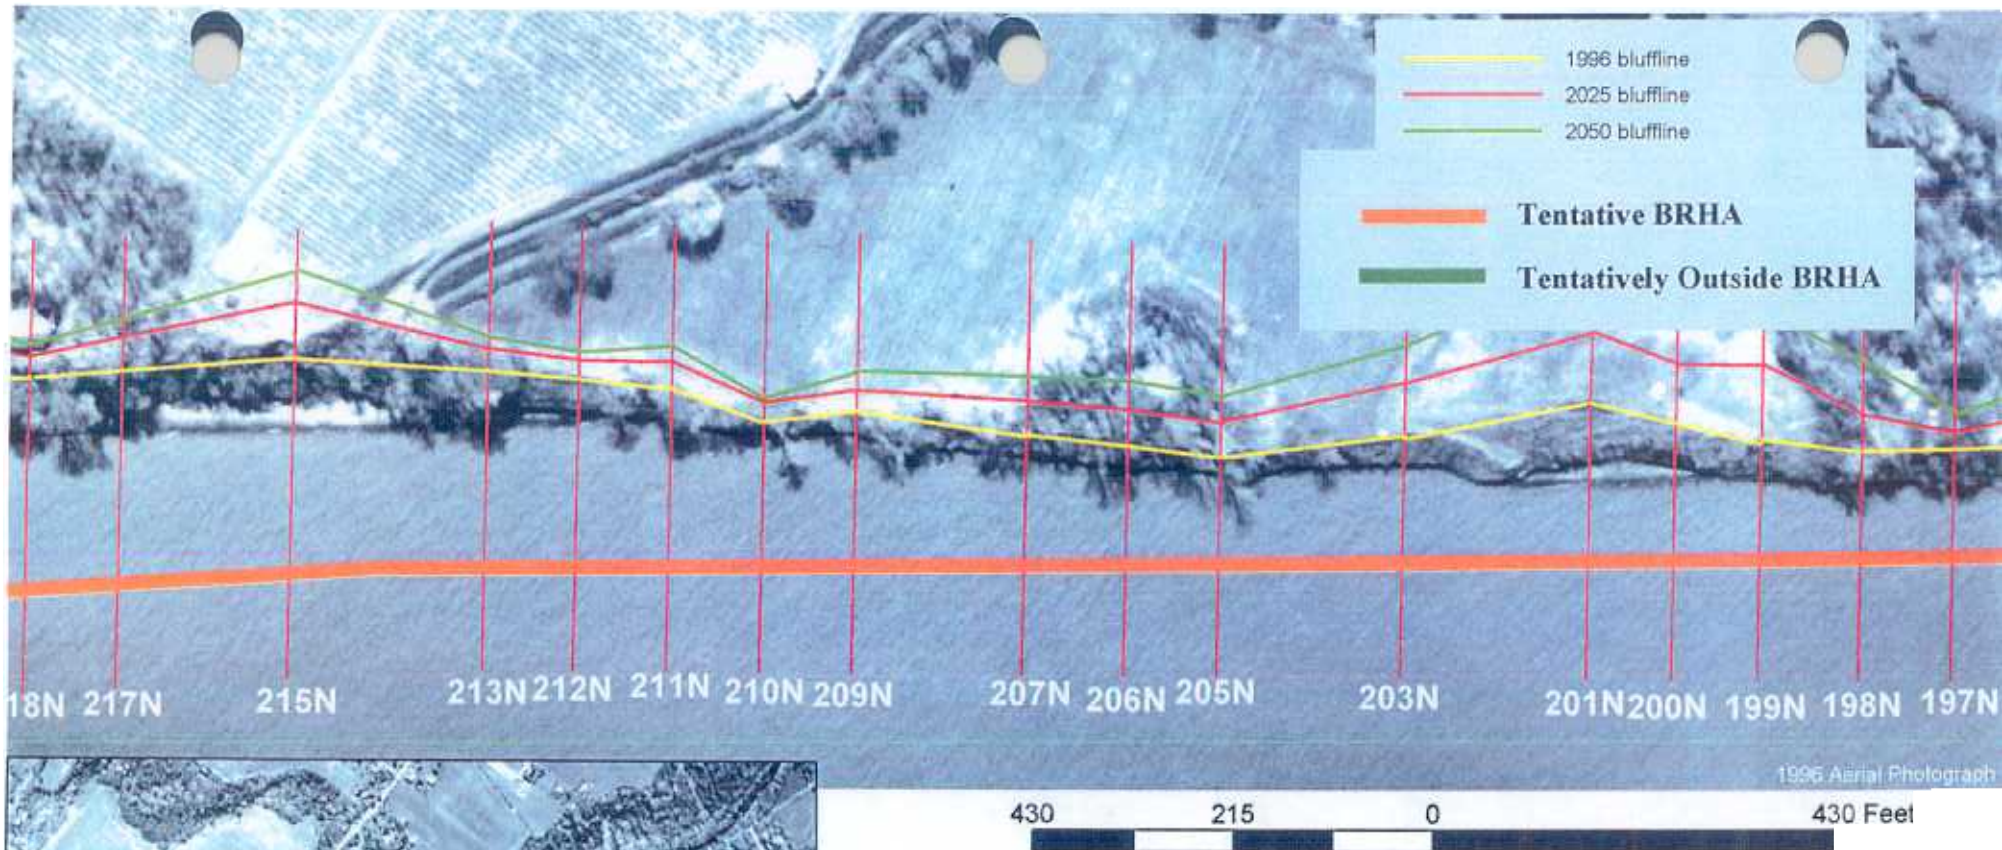 1996 bluffline
2025 bluffline
2050 bluffline
Tentative BRHA
Tentatively Outside BRHA
18N 217N 215N 213N 212N 211N 210N 209N 207N 206N 205N 203N 201N 200N 199N 198N 197N
1996 Aerial Photograph
430 215 0 430 Feet